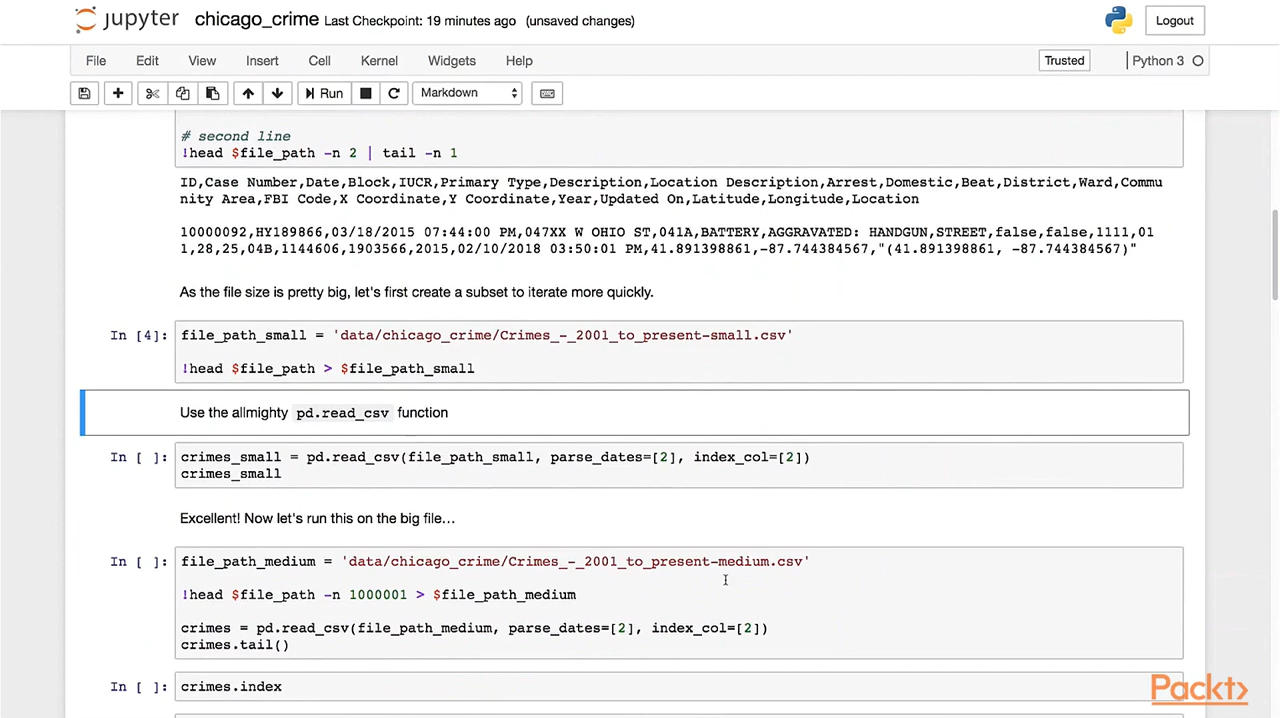 jupyter chicago_crime Last Checkpoint: 19 minutes ago (unsaved changes) Logout
File Edit View Insert Cell Kernel Widgets Help Trusted Python 3
Run Markdown
# second line
!head $file_path -n 2 | tail -n 1
ID,Case Number,Date,Block,IUCR,Primary Type,Description,Location Description,Arrest,Domestic,Beat,District,Ward,Commu
nity Area,FBI Code,X Coordinate,Y Coordinate,Year,Updated On,Latitude,Longitude,Location
10000092,HY189866,03/18/2015 07:44:00 PM,047XX W OHIO ST,041A,BATTERY,AGGRAVATED: HANDGUN,STREET,false,false,1111,01
1,28,25,04B,1144606,1903566,2015,02/10/2018 03:50:01 PM,41.891398861,-87.744384567,"(41.891398861, -87.744384567)"
As the file size is pretty big, let's first create a subset to iterate more quickly.
In [4]: file_path_small = 'data/chicago_crime/Crimes_-_2001_to_present-small.csv'
!head $file_path > $file_path_small
Use the allmighty pd.read_csv function
In [ ]: crimes_small = pd.read_csv(file_path_small, parse_dates=[2], index_col=[2])
crimes_small
Excellent! Now let's run this on the big file…
In [ ]: file_path_medium = 'data/chicago_crime/Crimes_-_2001_to_present-medium.csv'
!head $file_path -n 1000001 > $file_path_medium
crimes = pd.read_csv(file_path_medium, parse_dates=[2], index_col=[2])
crimes.tail()
In [ ]: crimes.index
Packt>